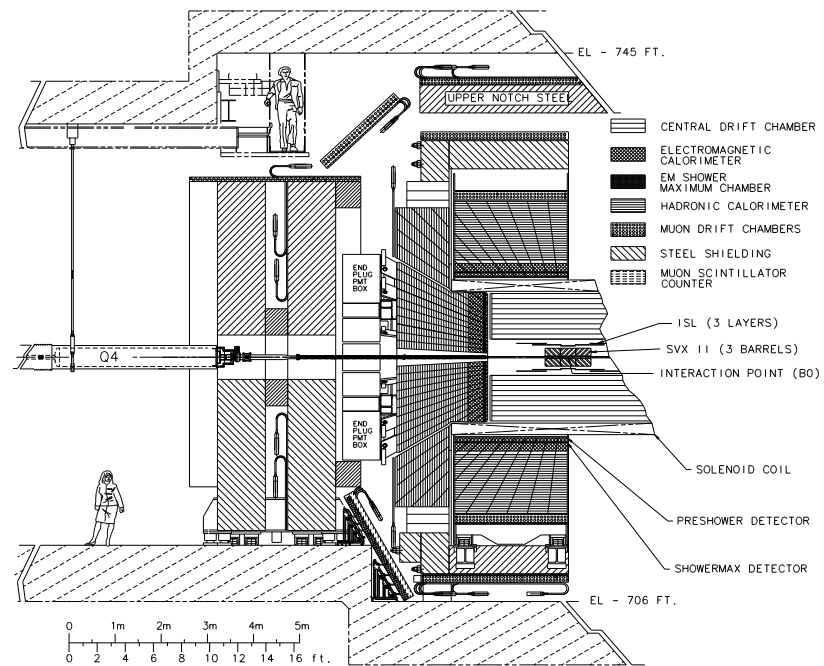 EL - 745 FT.
UPPER NOTCH STEEL
CENTRAL DRIFT CHAMBER
ELECTROMAGNETIC
CALORIMETER
EM SHOWER
MAXIMUM CHAMBER
HADRONIC CALORIMETER
MUON DRIFT CHAMBERS
STEEL SHIELDING
MUON SCINTILLATOR
COUNTER
END
PLUG
PMT
BOX
ISL (3 LAYERS)
Q4
SVX II (3 BARRELS)
INTERACTION POINT (B0)
END
PLUG
PMT
BOX
SOLENOID COIL
PRESHOWER DETECTOR
SHOWERMAX DETECTOR
EL - 706 FT.
0 1m 2m 3m 4m 5m
0 2 4 6 8 10 12 14 16 ft.